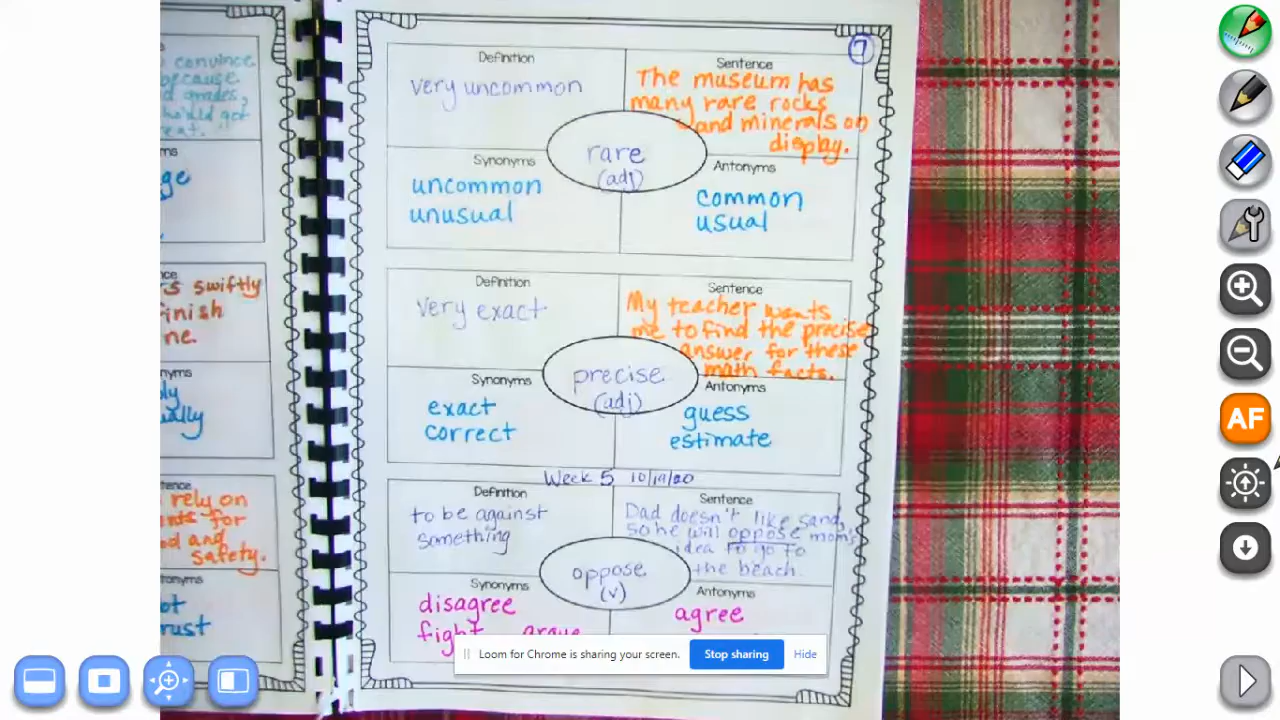 convince
because
grades,
should get
treat."
ge
swiftly
finish
ne.
ly
ally
rely on
for
and
safety.
trust
7
Definition
very uncommon
Sentence
The museum has
many rare rocks
and minerals on
display.
rare
(adj)
Synonyms
uncommon
unusual
Antonyms
common
usual
Definition
Very exact
Sentence
My teacher wants
me to find the precise
answer for these
math facts.
precise
(adj)
Synonyms
exact
correct
Antonyms
guess
estimate
Week 5 10/19/20
Definition
to be against
something
Sentence
Dad doesn't like sand,
so he will oppose mom's
idea to go to
the beach.
oppose
(v)
Synonyms
disagree
fight argue
Antonyms
agree
Loom for Chrome is sharing your screen.
Stop sharing
Hide
AF